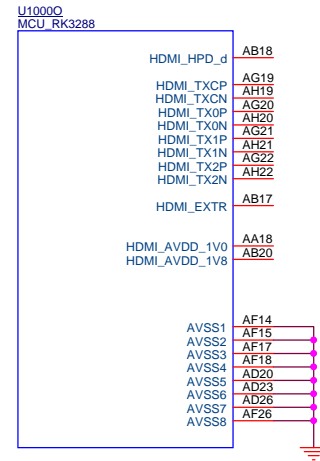 U1000O
MCU_RK3288
HDMI_HPD_d AB18
HDMI_TXCP AG19
HDMI_TXCN AH19
HDMI_TX0P AG20
HDMI_TX0N AH20
HDMI_TX1P AG21
HDMI_TX1N AH21
HDMI_TX2P AG22
HDMI_TX2N AH22
HDMI_EXTR AB17
HDMI_AVDD_1V0 AA18
HDMI_AVDD_1V8 AB20
AVSS1 AF14
AVSS2 AF15
AVSS3 AF17
AVSS4 AF18
AVSS5 AD20
AVSS6 AD23
AVSS7 AD26
AVSS8 AF26